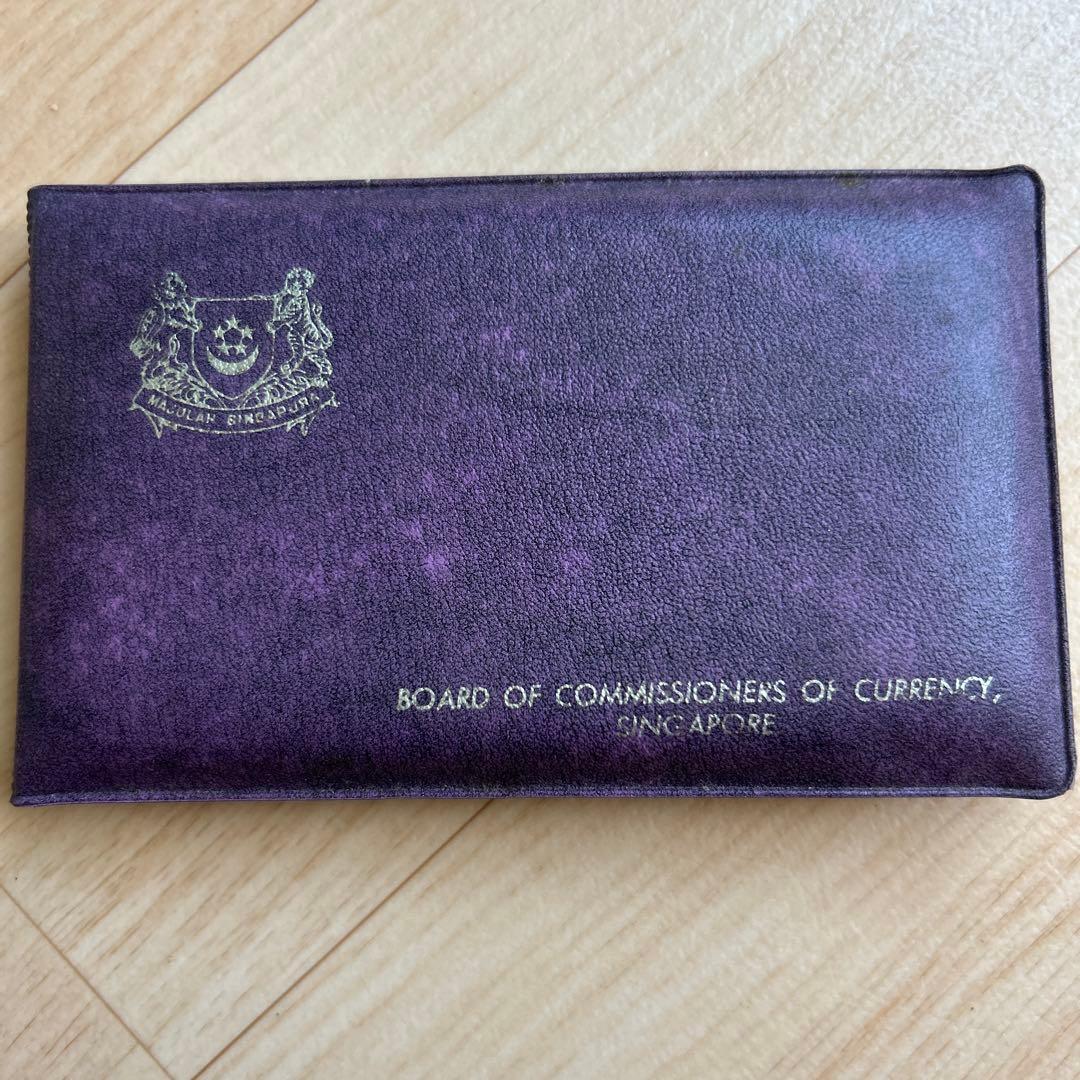 MAJULAH SINGAPURA
BOARD OF COMMISSIONERS OF CURRENCY,
SINGAPORE